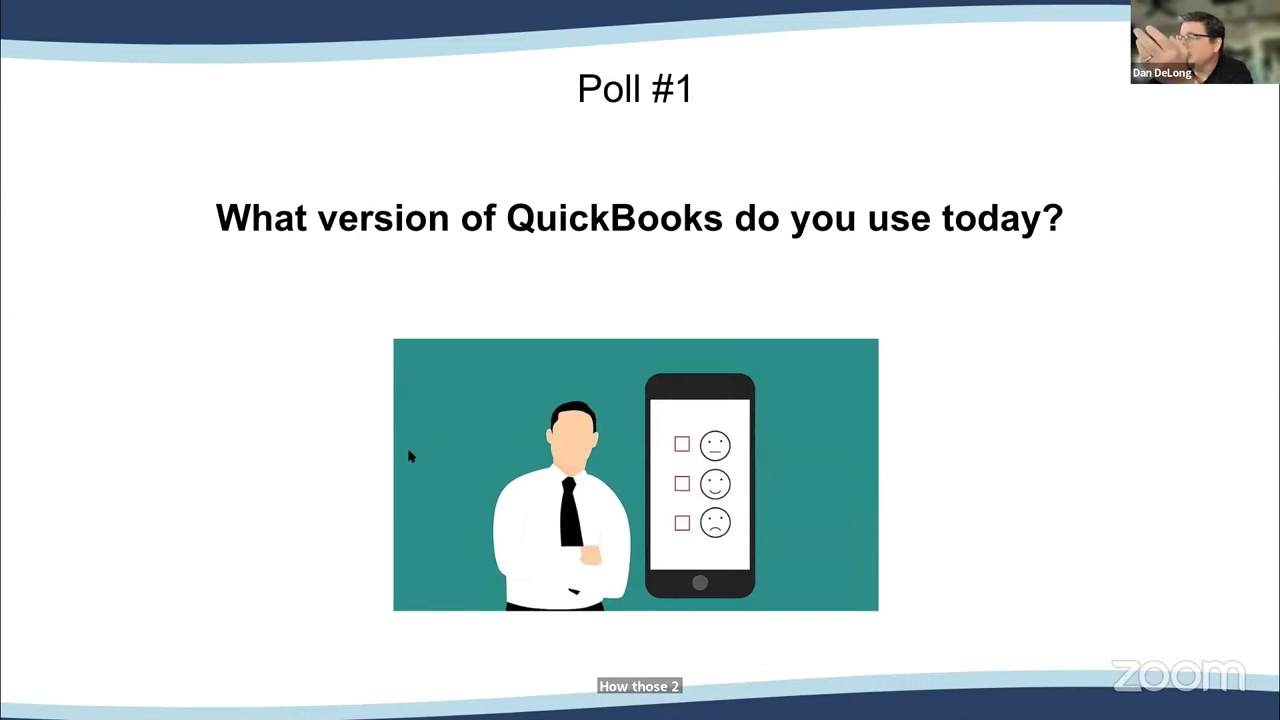 Dan DeLong
Poll #1
What version of QuickBooks do you use today?
How those 2
zoom